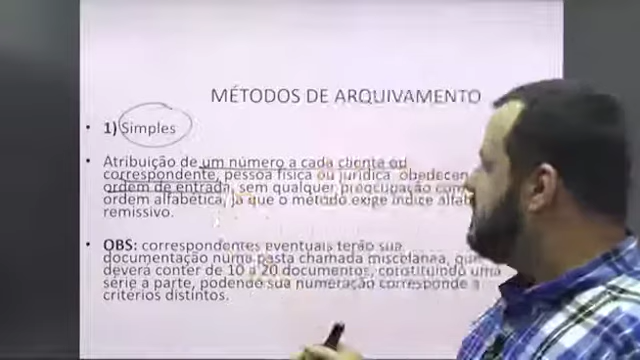 MÉTODOS DE ARQUIVAMENTO
• 1) Simples
• Atribuição de um número a cada cliente ou
correspondente, pessoa física ou jurídica obedecen
ordem de entrada, sem qualquer preocupação com
ordem alfabética, já que o método exige índice alfab
remissivo.
• OBS: correspondentes eventuais terão sua
documentação numa pasta chamada miscelânea, que
deverá conter de 10 a 20 documentos, constituindo uma
série a parte, podendo sua numeração corresponde a
critérios distintos.